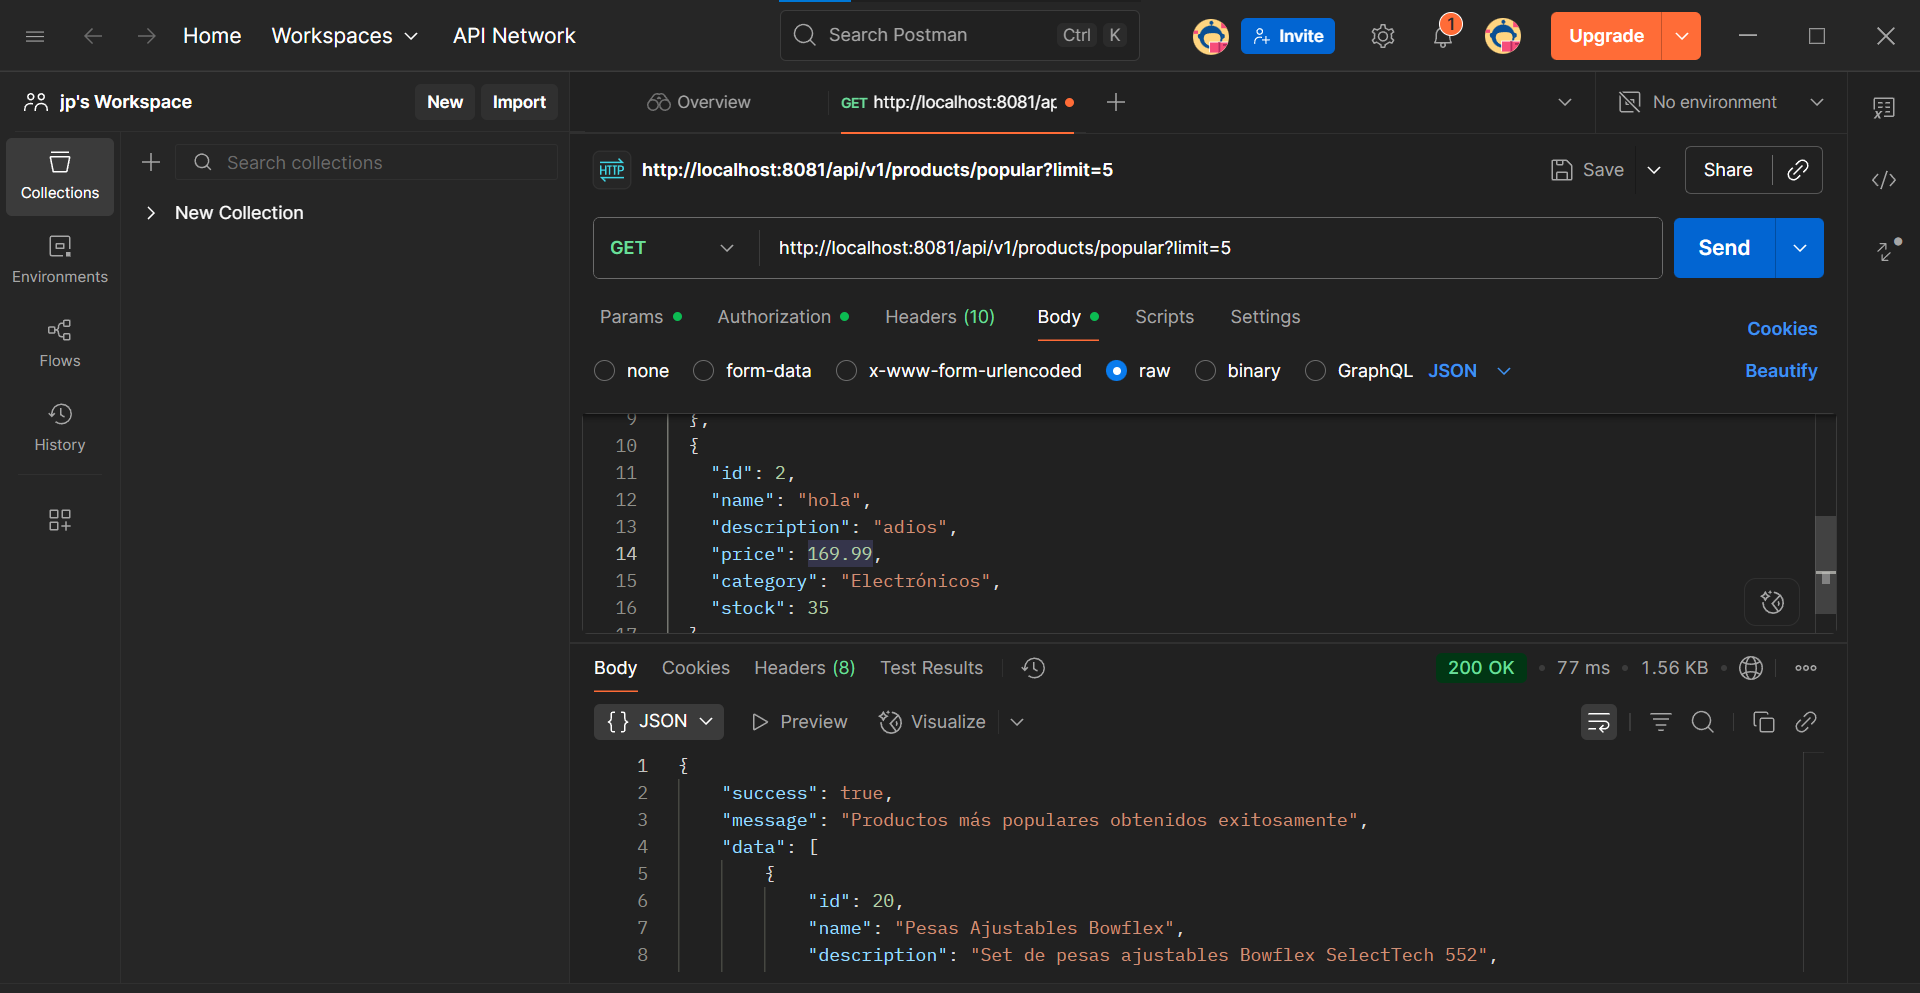 Home
Workspaces
API Network
Search Postman
Ctrl K
Invite
1
Upgrade
jp's Workspace
New
Import
Overview
GET http://localhost:8081/ap
No environment
Collections
Environments
Flows
History
Search collections
New Collection
HTTP
http://localhost:8081/api/v1/products/popular?limit=5
Save
Share
GET
http://localhost:8081/api/v1/products/popular?limit=5
Send
Params
Authorization
Headers (10)
Body
Scripts
Settings
Cookies
none
form-data
x-www-form-urlencoded
raw
binary
GraphQL
JSON
Beautify
9 },
10 {
11 "id": 2,
12 "name": "hola",
13 "description": "adios",
14 "price": 169.99,
15 "category": "Electrónicos",
16 "stock": 35
17 }
Body
Cookies
Headers (8)
Test Results
200 OK
77 ms
1.56 KB
{} JSON
Preview
Visualize
1 {
2 "success": true,
3 "message": "Productos más populares obtenidos exitosamente",
4 "data": [
5 {
6 "id": 20,
7 "name": "Pesas Ajustables Bowflex",
8 "description": "Set de pesas ajustables Bowflex SelectTech 552",